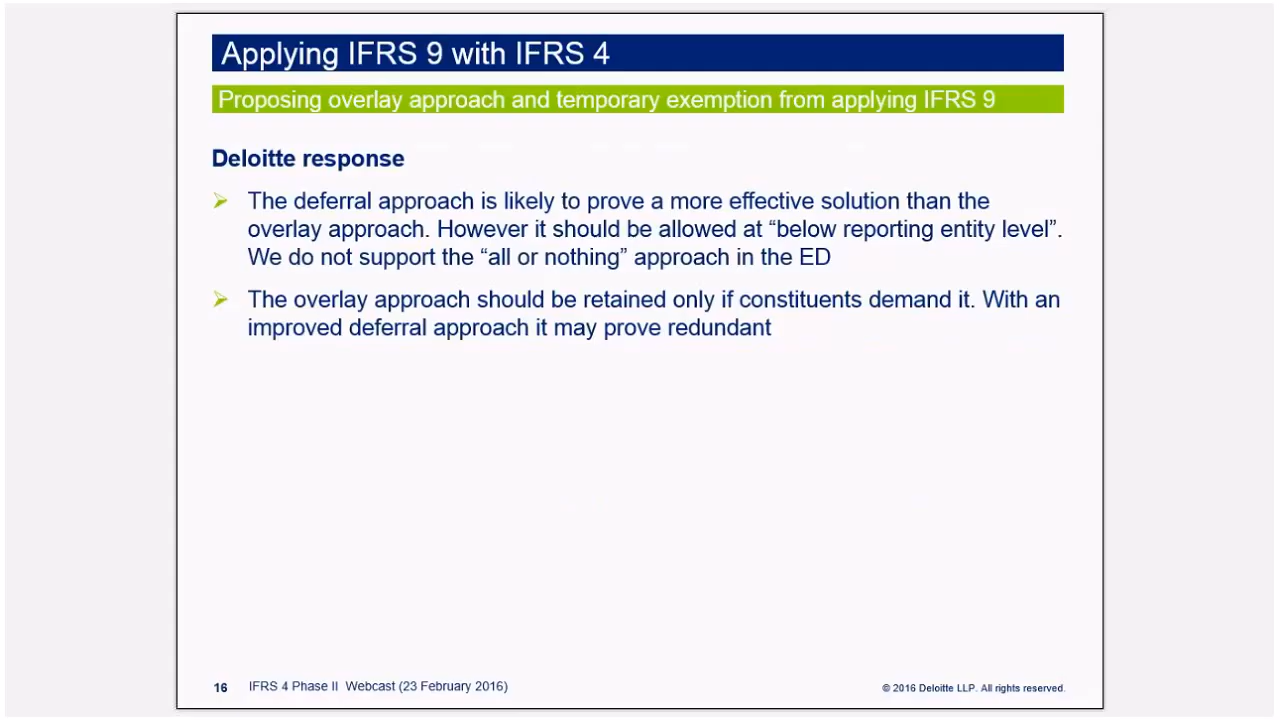 Applying IFRS 9 with IFRS 4
Proposing overlay approach and temporary exemption from applying IFRS 9
Deloitte response
The deferral approach is likely to prove a more effective solution than the
overlay approach. However it should be allowed at “below reporting entity level”.
We do not support the “all or nothing” approach in the ED
The overlay approach should be retained only if constituents demand it. With an
improved deferral approach it may prove redundant
16 IFRS 4 Phase II Webcast (23 February 2016) © 2016 Deloitte LLP. All rights reserved.